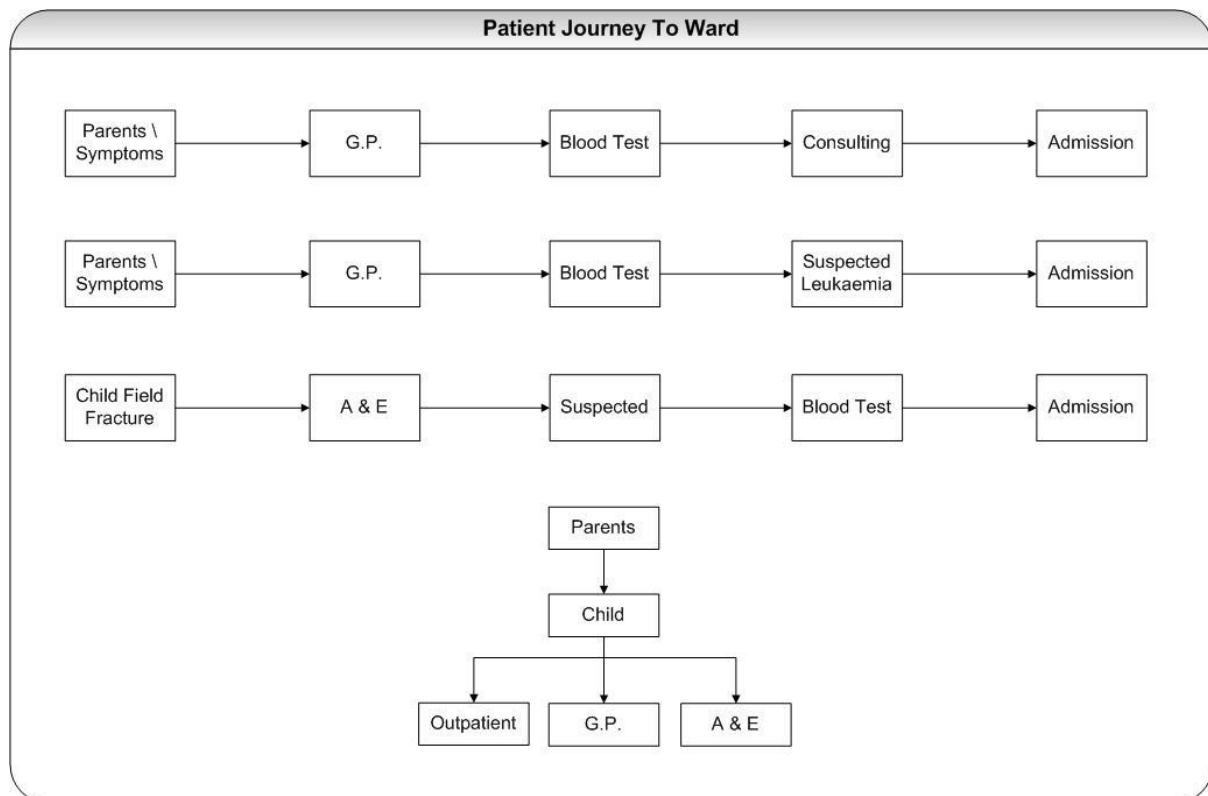 Patient Journey To Ward
Parents \
Symptoms
G.P.
Blood Test
Consulting
Admission
Parents \
Symptoms
G.P.
Blood Test
Suspected
Leukaemia
Admission
Child Field
Fracture
A & E
Suspected
Blood Test
Admission
Parents
Child
Outpatient
G.P.
A & E